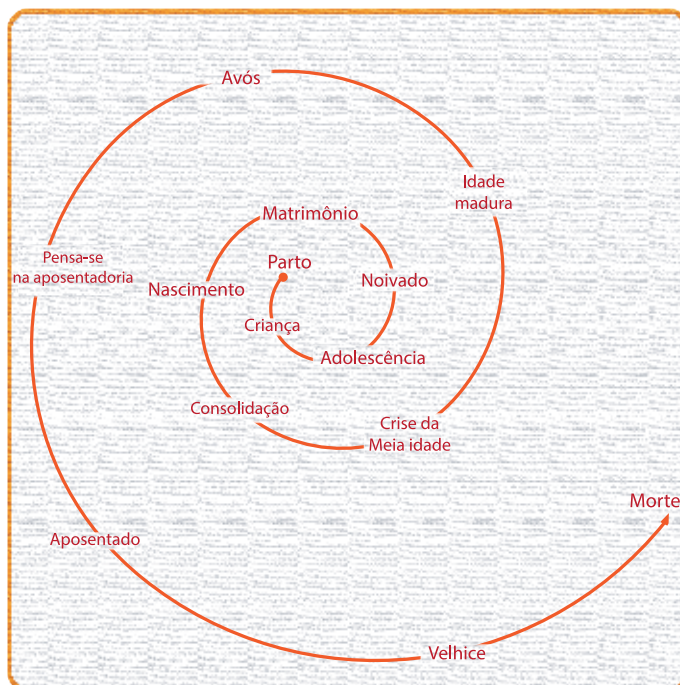 Avós
Idade
madura
Matrimônio
Pensa-se
na aposentadoria
Parto
Nascimento
Noivado
Criança
Adolescência
Consolidação
Crise da
Meia idade
Morte
Aposentado
Velhice